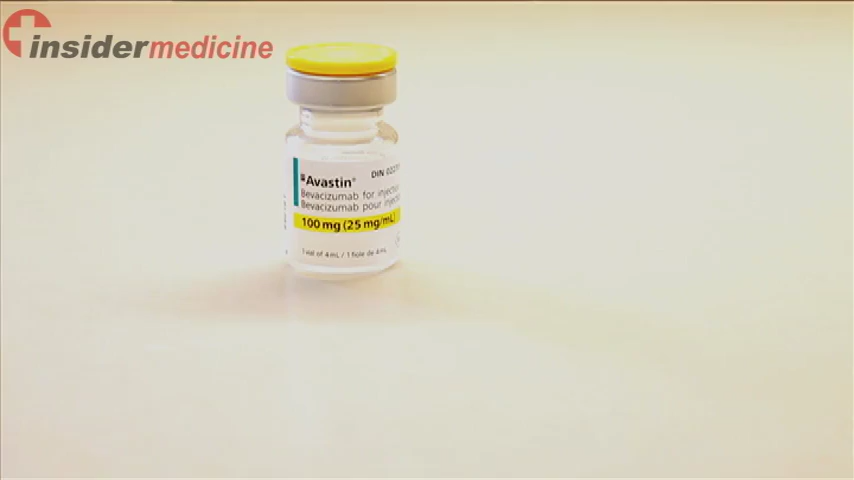 insidermedicine
DIN
Avastin®
Bevacizumab for injection
Bevacizumab pour
100 mg (25 mg/mL)
1 vial of 4 mL / 1 fiole de 4 mL